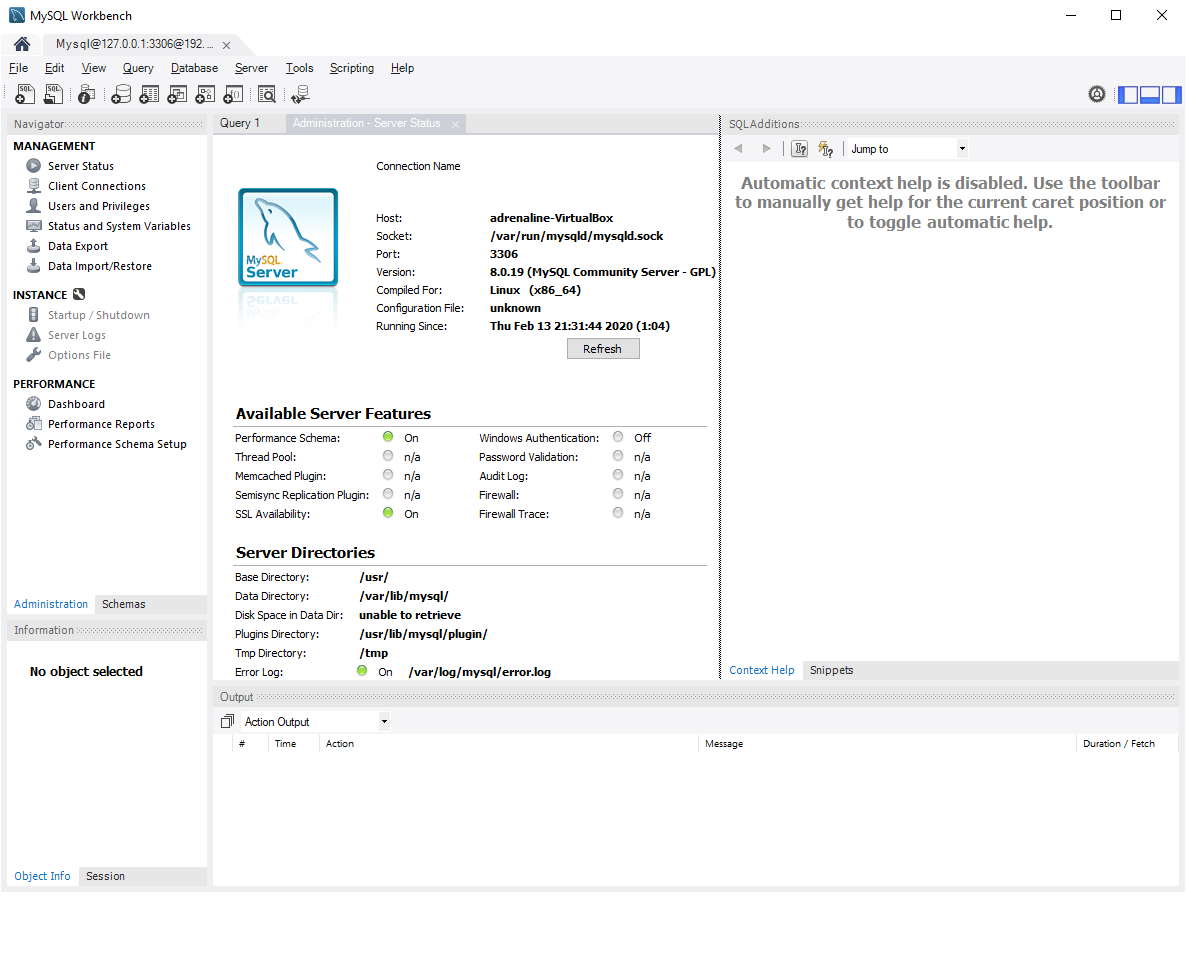 MySQL Workbench
Mysql@127.0.0.1:3306@192. ...
File Edit View Query Database Server Tools Scripting Help
Navigator
MANAGEMENT
Server Status
Client Connections
Users and Privileges
Status and System Variables
Data Export
Data Import/Restore
INSTANCE
Startup / Shutdown
Server Logs
Options File
PERFORMANCE
Dashboard
Performance Reports
Performance Schema Setup
Administration Schemas
Information
No object selected
Object Info Session
Query 1 Administration - Server Status
Connection Name
MySQL
Server
Host: adrenaline-VirtualBox
Socket: /var/run/mysqld/mysqld.sock
Port: 3306
Version: 8.0.19 (MySQL Community Server - GPL)
Compiled For: Linux (x86_64)
Configuration File: unknown
Running Since: Thu Feb 13 21:31:44 2020 (1:04)
Refresh
Available Server Features
Performance Schema: On Windows Authentication: Off
Thread Pool: n/a Password Validation: n/a
Memcached Plugin: n/a Audit Log: n/a
Semisync Replication Plugin: n/a Firewall: n/a
SSL Availability: On Firewall Trace: n/a
Server Directories
Base Directory: /usr/
Data Directory: /var/lib/mysql/
Disk Space in Data Dir: unable to retrieve
Plugins Directory: /usr/lib/mysql/plugin/
Tmp Directory: /tmp
Error Log: On /var/log/mysql/error.log
SQLAdditions
Jump to
Automatic context help is disabled. Use the toolbar
to manually get help for the current caret position or
to toggle automatic help.
Context Help Snippets
Output
Action Output
# Time Action Message Duration / Fetch